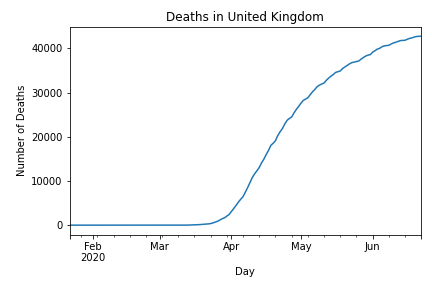 Deaths in United Kingdom
Number of Deaths
40000
30000
20000
10000
0
Feb Mar Apr May Jun
2020
Day